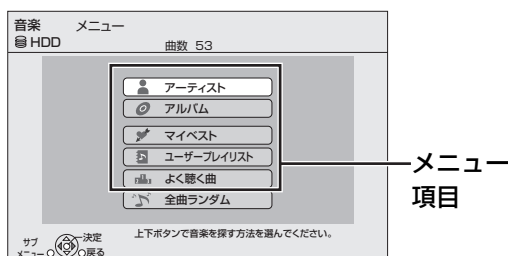 音楽 メニュー
HDD
曲数 53
アーティスト
アルバム
マイベスト
ユーザープレイリスト
よく聴く曲
全曲ランダム
メニュー
項目
上下ボタンで音楽を探す方法を選んでください。
サブ
メニュー
決定
戻る